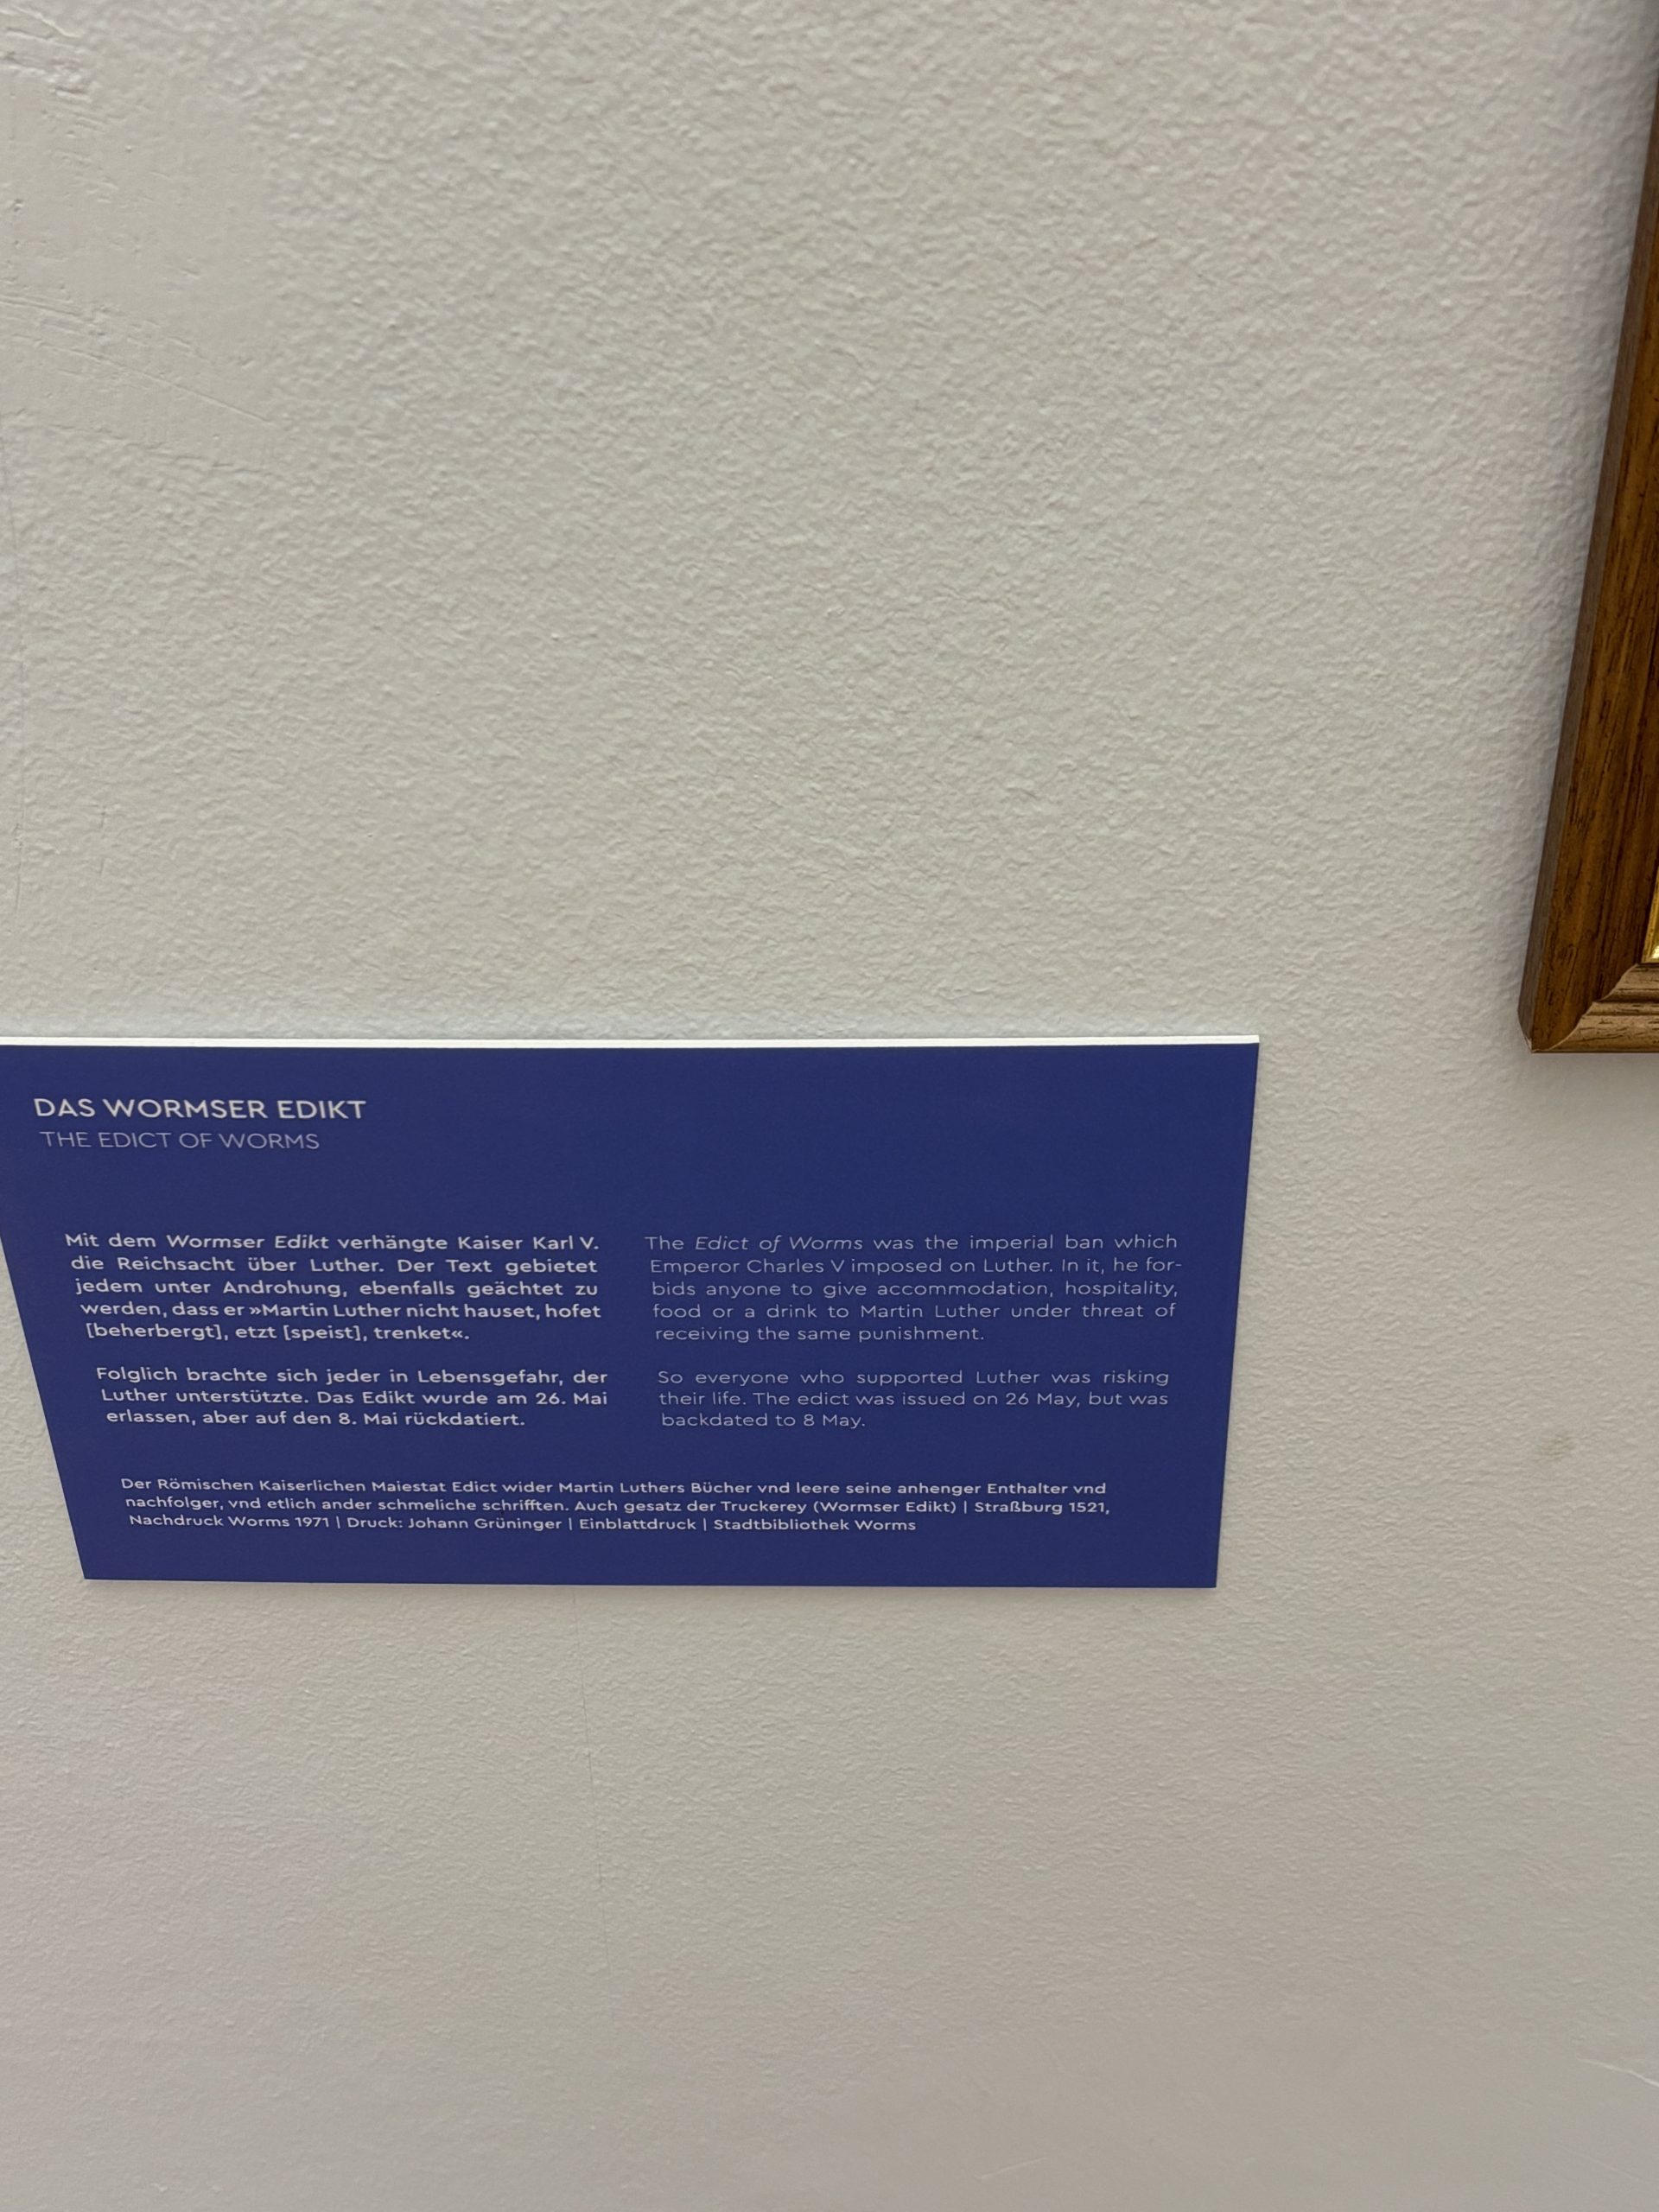 DAS WORMSER EDIKT
THE EDICT OF WORMS
Mit dem Wormser Edikt verhängte Kaiser Karl V.
die Reichsacht über Luther. Der Text gebietet
jedem unter Androhung, ebenfalls geächtet zu
werden, dass er »Martin Luther nicht hauset, hofet
[beherbergt], etzt [speist], trenket«.
Folglich brachte sich jeder in Lebensgefahr, der
Luther unterstützte. Das Edikt wurde am 26. Mai
erlassen, aber auf den 8. Mai rückdatiert.
The Edict of Worms was the imperial ban which
Emperor Charles V imposed on Luther. In it, he for-
bids anyone to give accommodation, hospitality,
food or a drink to Martin Luther under threat of
receiving the same punishment.
So everyone who supported Luther was risking
their life. The edict was issued on 26 May, but was
backdated to 8 May.
Der Römischen Kaiserlichen Maiestat Edict wider Martin Luthers Bücher vnd leere seine anhenger Enthalter vnd
nachfolger, vnd etlich ander schmeliche schrifften. Auch gesatz der Truckerey (Wormser Edikt) | Straßburg 1521,
Nachdruck Worms 1971 | Druck: Johann Grüninger | Einblattdruck | Stadtbibliothek Worms